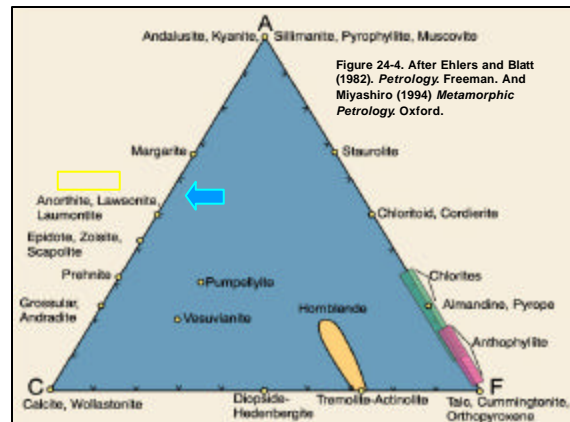 A
Andalusite, Kyanite, Sillimanite, Pyrophyllite, Muscovite
Figure 24-4. After Ehlers and Blatt
(1982). Petrology. Freeman. And
Miyashiro (1994) Metamorphic
Petrology. Oxford.
Margarite
Staurolite
Anorthite, Lawsonite,
Laumontite
Chloritoid, Cordierite
Epidote, Zoisite,
Scapolite
Prehnite
Chlorites
Pumpellyite
Grossular,
Andradite
Almandine, Pyrope
Hornblende
Vesuvianite
Anthophyllite
C
F
Calcite, Wollastonite
Diopside-
Hedenbergite
Tremolite-Actinolite
Talc, Cummingtonite,
Orthopyroxene